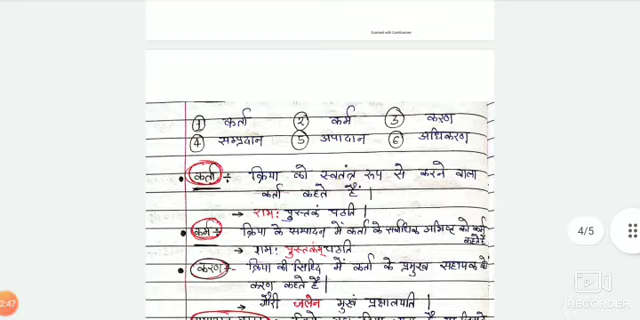 Scanned with CamScanner
① कर्ता ② कर्म ③ करण
④ सम्प्रदान ⑤ अपादान ⑥ अधिकरण
• कर्ता ÷ क्रिया को स्वतंत्र रूप से करने वाला
कर्ता कहते हैं |
→ रामः पुस्तकं पठति |
• कर्म ÷ क्रिया के सम्पादन में कर्ता के सर्वाधिक अभिष्ट को कर्म
कहते हैं
→ रामः पुस्तकम् पठति
• करण ÷ क्रिया की सिद्धि में कर्ता के प्रमुख सहायक को
करण कहते हैं |
→ गौरी जलेन मुखं प्रक्षालयति |
4/5
2:47
RECORDER